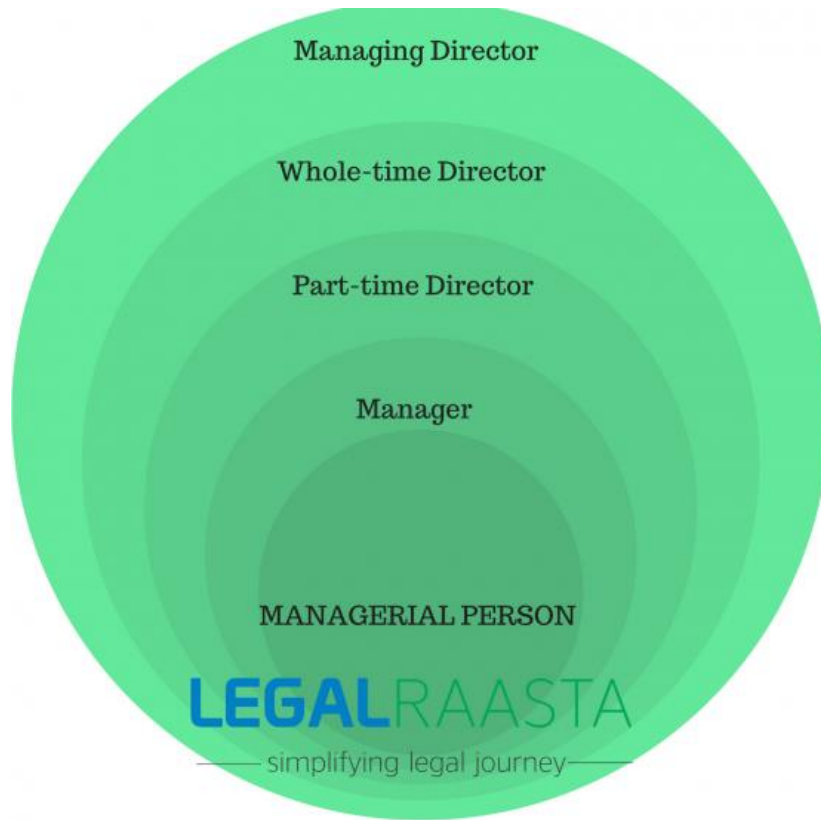 Managing Director
Whole-time Director
Part-time Director
Manager
MANAGERIAL PERSON
LEGALRAASTA
simplifying legal journey